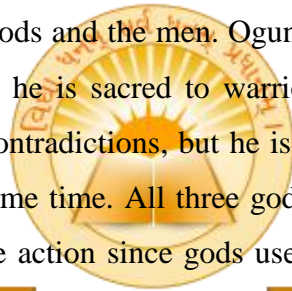 ods and the men. Ogun
he is sacred to warri
ontradictions, but he is
me time. All three god
e action since gods use